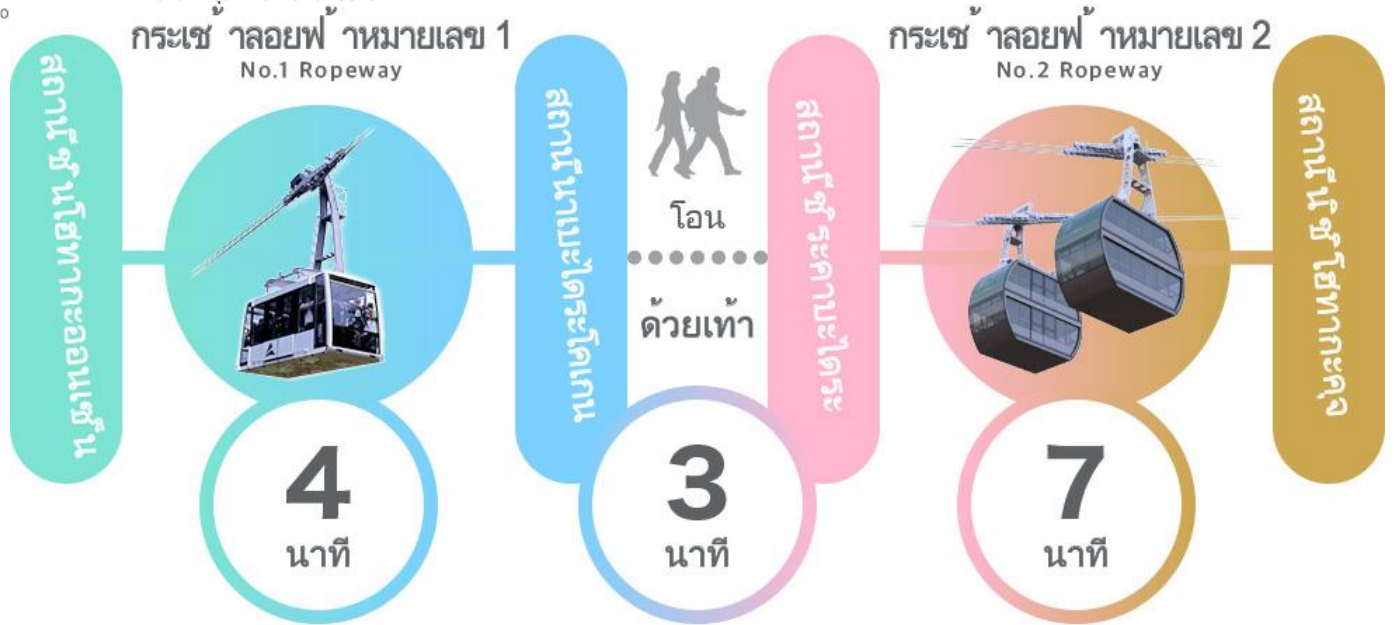 กระเช้าลอยฟ้าหมายเลข 1
No.1 Ropeway
กระเช้าลอยฟ้าหมายเลข 2
No.2 Ropeway
สถานีชินโฮทากะออนเซ็น
สถานีนาเบะไดระโคเกน
โอน
ด้วยเท้า
สถานีชิระคาบะไดระ
สถานีนิชิโฮทากะคุจิ
4
นาที
3
นาที
7
นาที